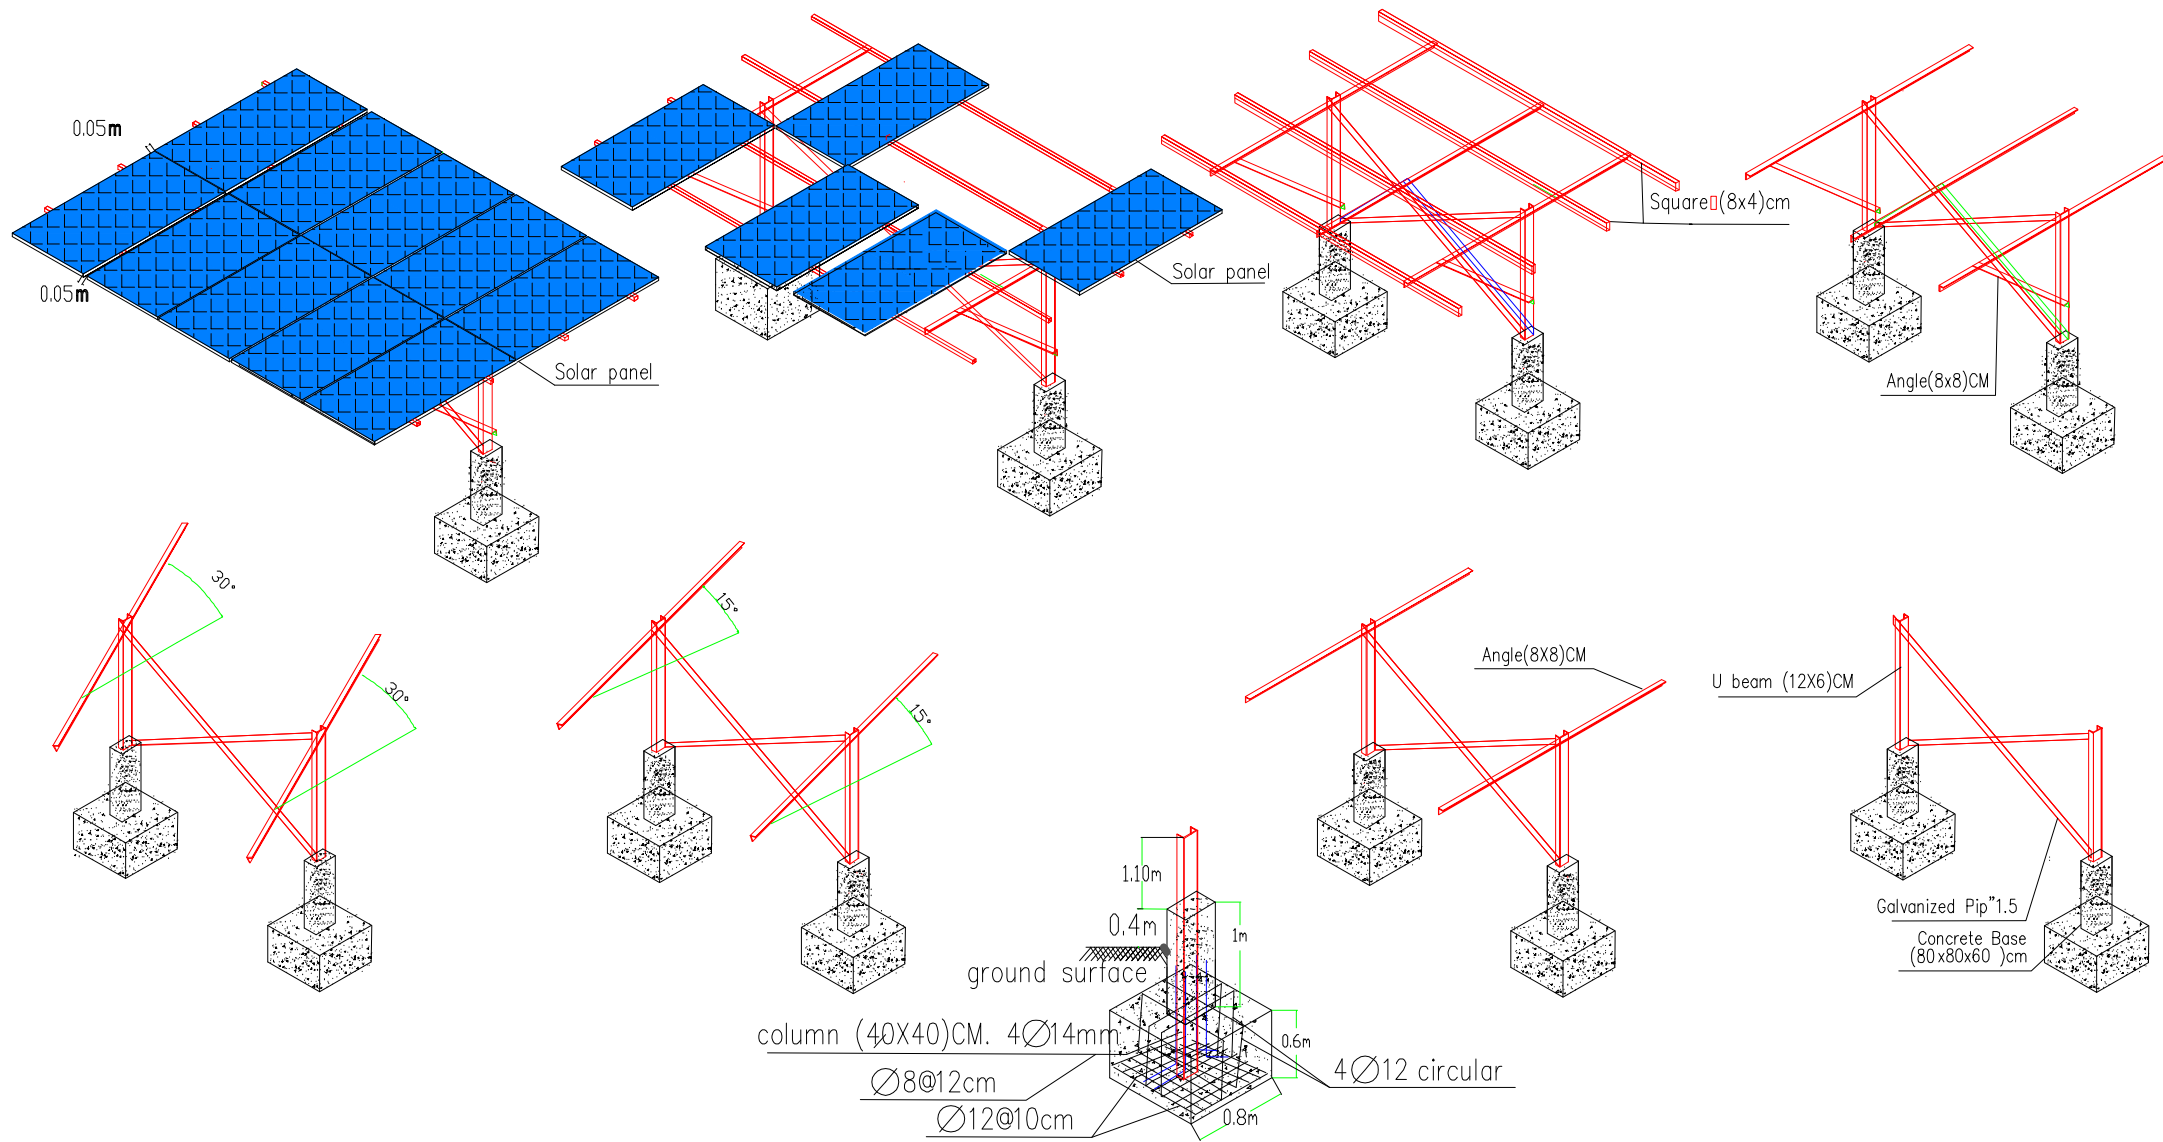 0.05m
0.05m
Solar panel
Solar panel
Square▯(8x4)cm
Angle(8x8)CM
30°
30°
15°
15°
Angle(8X8)CM
U beam (12X6)CM
Galvanized Pip"1.5
Concrete Base
(80x80x60 )cm
1.10m
0.4m
1m
ground surface
column (40X40)CM. 4∅14mm
0.6m
∅8@12cm
4∅12 circular
∅12@10cm
0.8m